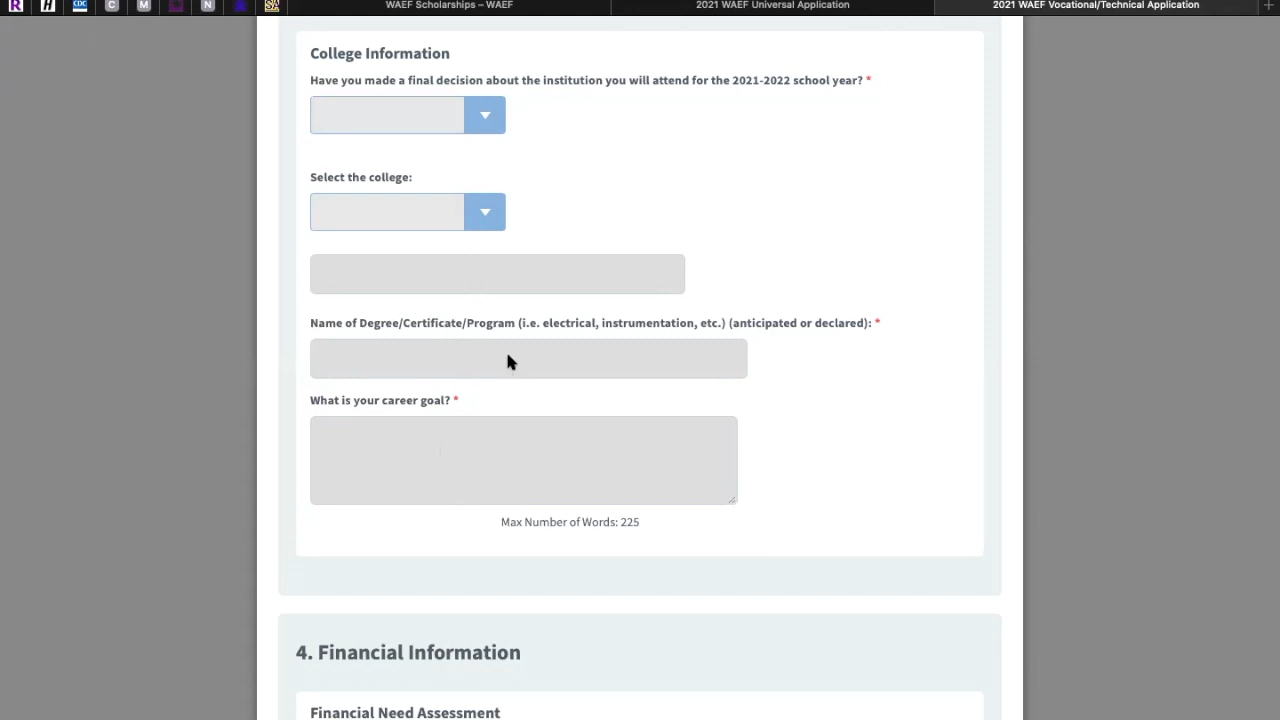 R H CDC C M N SA WAEF Scholarships – WAEF 2021 WAEF Universal Application 2021 WAEF Vocational/Technical Application +
College Information
Have you made a final decision about the institution you will attend for the 2021-2022 school year? *
Select the college:
Name of Degree/Certificate/Program (i.e. electrical, instrumentation, etc.) (anticipated or declared): *
What is your career goal? *
Max Number of Words: 225
4. Financial Information
Financial Need Assessment